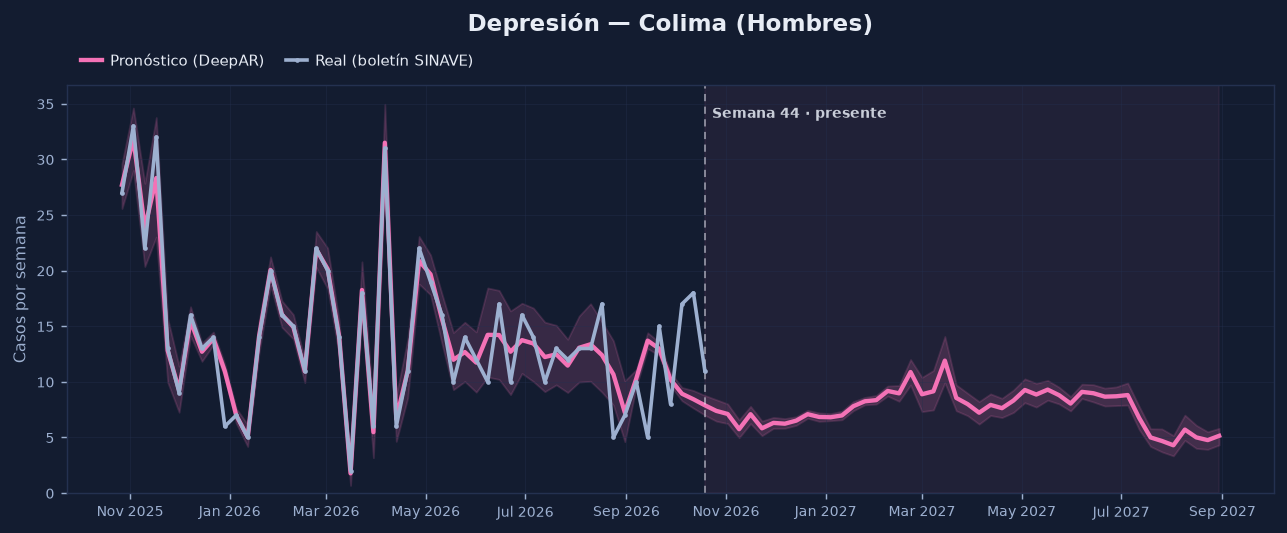 Depresión — Colima (Hombres)
Pronóstico (DeepAR) Real (boletín SINAVE)
Semana 44 · presente
Casos por semana
35
30
25
20
15
10
5
0
Nov 2025 Jan 2026 Mar 2026 May 2026 Jul 2026 Sep 2026 Nov 2026 Jan 2027 Mar 2027 May 2027 Jul 2027 Sep 2027